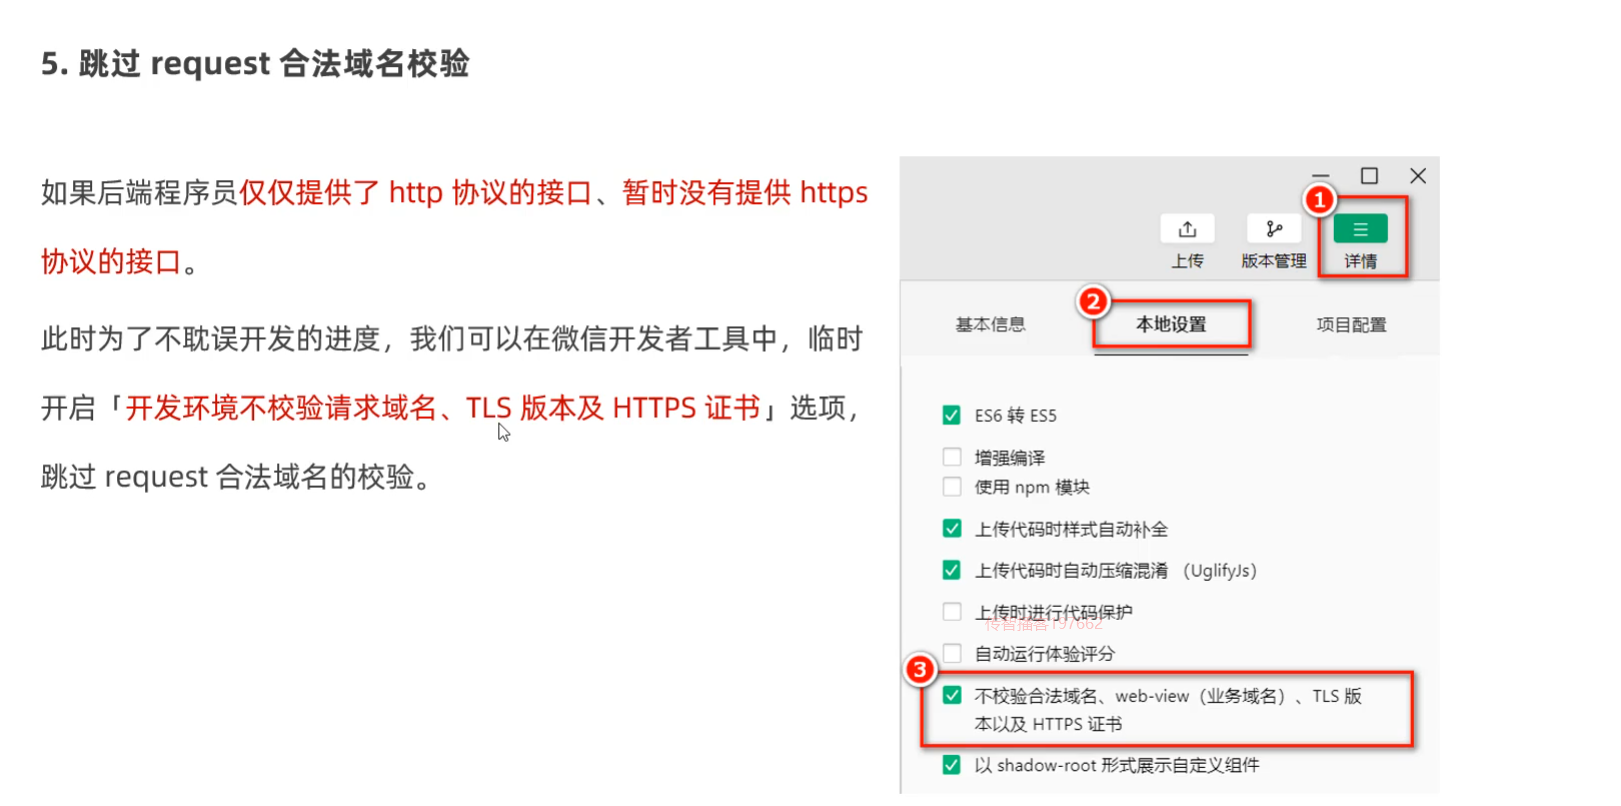 5. 跳过 request 合法域名校验
如果后端程序员仅仅提供了 http 协议的接口、暂时没有提供 https
协议的接口。
此时为了不耽误开发的进度，我们可以在微信开发者工具中，临时
开启「开发环境不校验请求域名、TLS 版本及 HTTPS 证书」选项，
跳过 request 合法域名的校验。
1
上传
版本管理
详情
2
基本信息
本地设置
项目配置
ES6 转 ES5
增强编译
使用 npm 模块
上传代码时样式自动补全
上传代码时自动压缩混淆 （UglifyJs）
上传时进行代码保护
传智播客197662
自动运行体验评分
3
不校验合法域名、web-view（业务域名）、TLS 版
本以及 HTTPS 证书
以 shadow-root 形式展示自定义组件